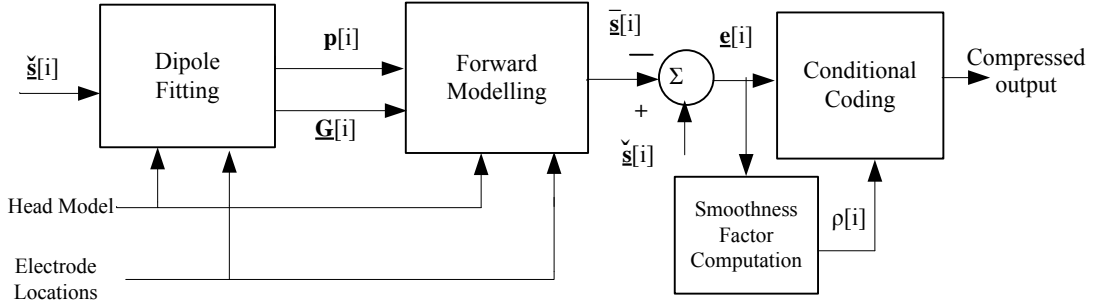 š[i]
Dipole
Fitting
p[i]
G[i]
Forward
Modelling
s̄[i]
−
+
Σ
š[i]
e[i]
Conditional
Coding
Compressed
output
Smoothness
Factor
Computation
ρ[i]
Head Model
Electrode
Locations